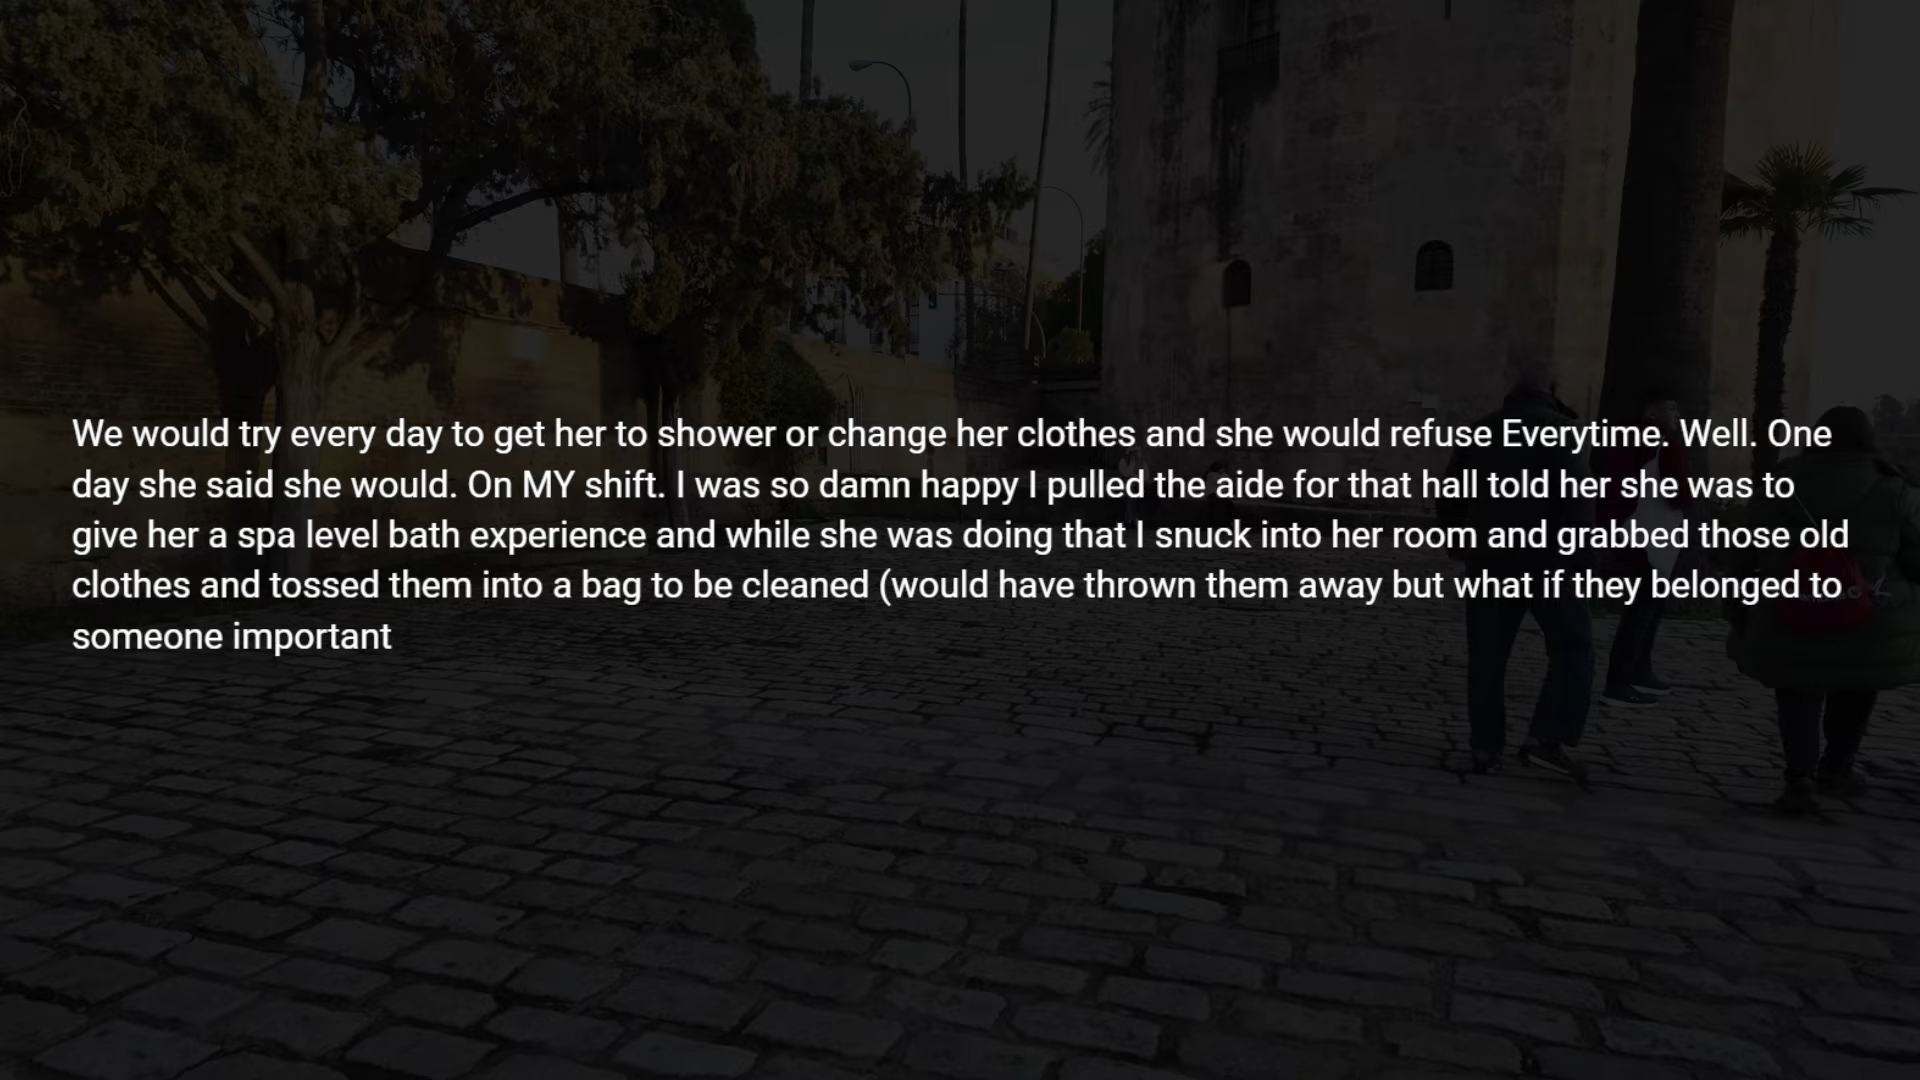 We would try every day to get her to shower or change her clothes and she would refuse Everytime. Well. One
day she said she would. On MY shift. I was so damn happy I pulled the aide for that hall told her she was to
give her a spa level bath experience and while she was doing that I snuck into her room and grabbed those old
clothes and tossed them into a bag to be cleaned (would have thrown them away but what if they belonged to
someone important